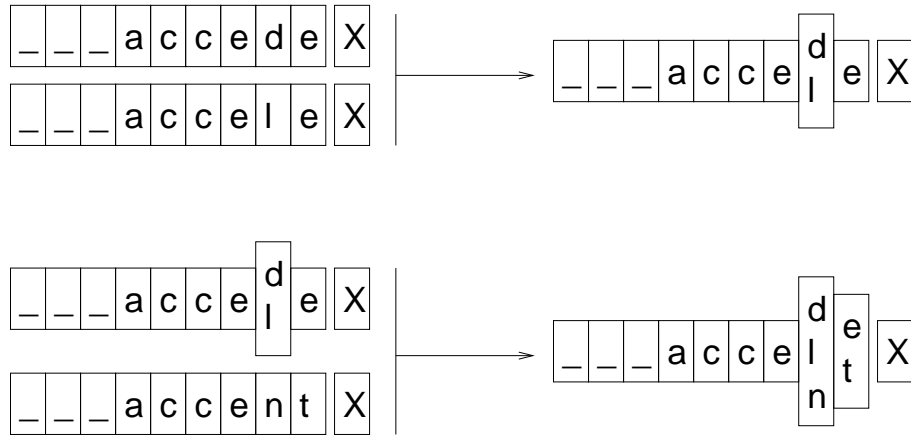 _ _ _ a c c e d e X
_ _ _ a c c e l e X
_ _ _ a c c e d l e X
_ _ _ a c c e d l e X
_ _ _ a c c e n t X
_ _ _ a c c e d l n e t X